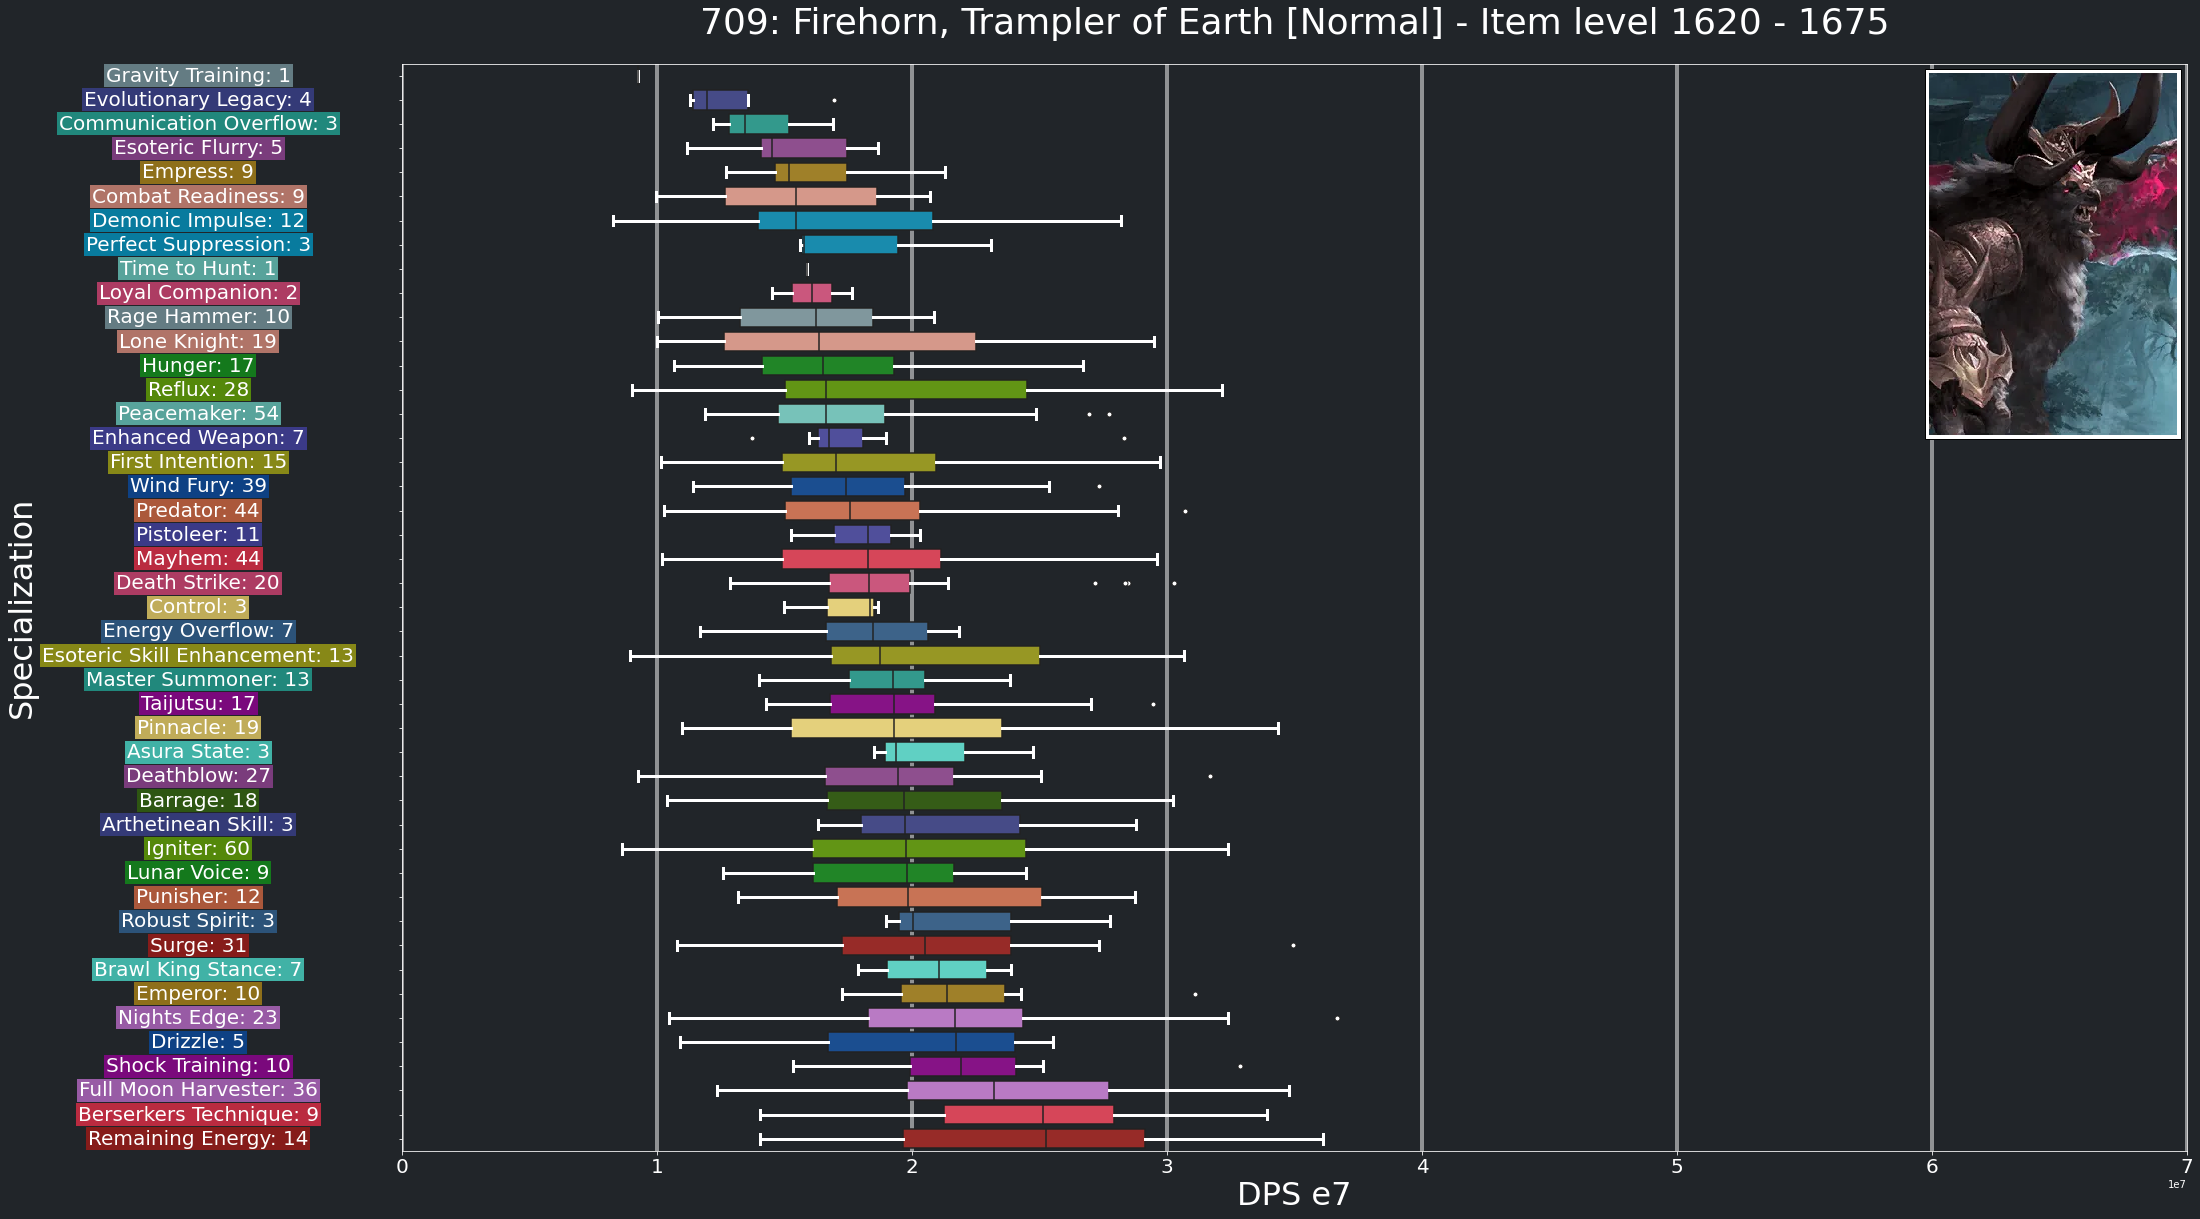 709: Firehorn, Trampler of Earth [Normal] - Item level 1620 - 1675
Specialization
Gravity Training: 1
Evolutionary Legacy: 4
Communication Overflow: 3
Esoteric Flurry: 5
Empress: 9
Combat Readiness: 9
Demonic Impulse: 12
Perfect Suppression: 3
Time to Hunt: 1
Loyal Companion: 2
Rage Hammer: 10
Lone Knight: 19
Hunger: 17
Reflux: 28
Peacemaker: 54
Enhanced Weapon: 7
First Intention: 15
Wind Fury: 39
Predator: 44
Pistoleer: 11
Mayhem: 44
Death Strike: 20
Control: 3
Energy Overflow: 7
Esoteric Skill Enhancement: 13
Master Summoner: 13
Taijutsu: 17
Pinnacle: 19
Asura State: 3
Deathblow: 27
Barrage: 18
Arthetinean Skill: 3
Igniter: 60
Lunar Voice: 9
Punisher: 12
Robust Spirit: 3
Surge: 31
Brawl King Stance: 7
Emperor: 10
Nights Edge: 23
Drizzle: 5
Shock Training: 10
Full Moon Harvester: 36
Berserkers Technique: 9
Remaining Energy: 14
0 1 2 3 4 5 6 7
1e7
DPS e7